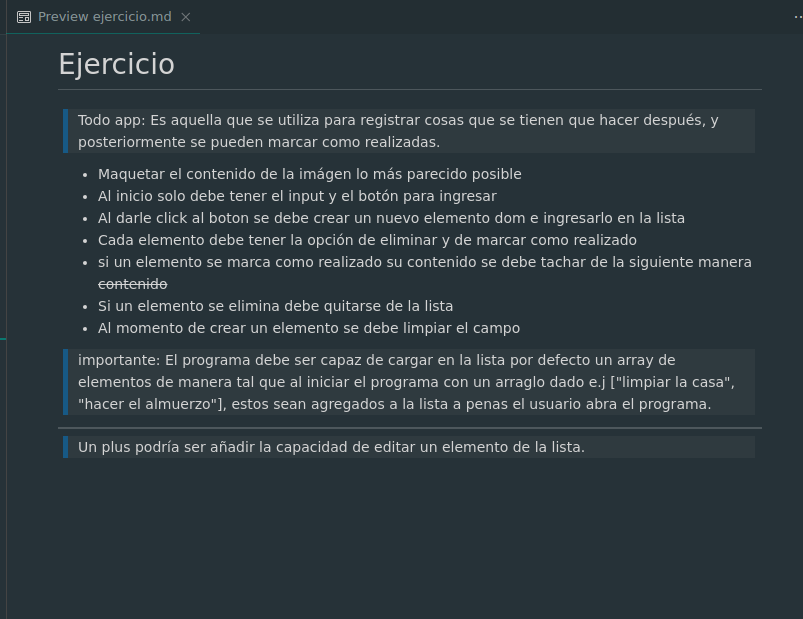 Preview ejercicio.md
Ejercicio
Todo app: Es aquella que se utiliza para registrar cosas que se tienen que hacer después, y
posteriormente se pueden marcar como realizadas.
Maquetar el contenido de la imágen lo más parecido posible
Al inicio solo debe tener el input y el botón para ingresar
Al darle click al boton se debe crear un nuevo elemento dom e ingresarlo en la lista
Cada elemento debe tener la opción de eliminar y de marcar como realizado
si un elemento se marca como realizado su contenido se debe tachar de la siguiente manera
contenido
Si un elemento se elimina debe quitarse de la lista
Al momento de crear un elemento se debe limpiar el campo
importante: El programa debe ser capaz de cargar en la lista por defecto un array de
elementos de manera tal que al iniciar el programa con un arraglo dado e.j ["limpiar la casa",
"hacer el almuerzo"], estos sean agregados a la lista a penas el usuario abra el programa.
Un plus podría ser añadir la capacidad de editar un elemento de la lista.